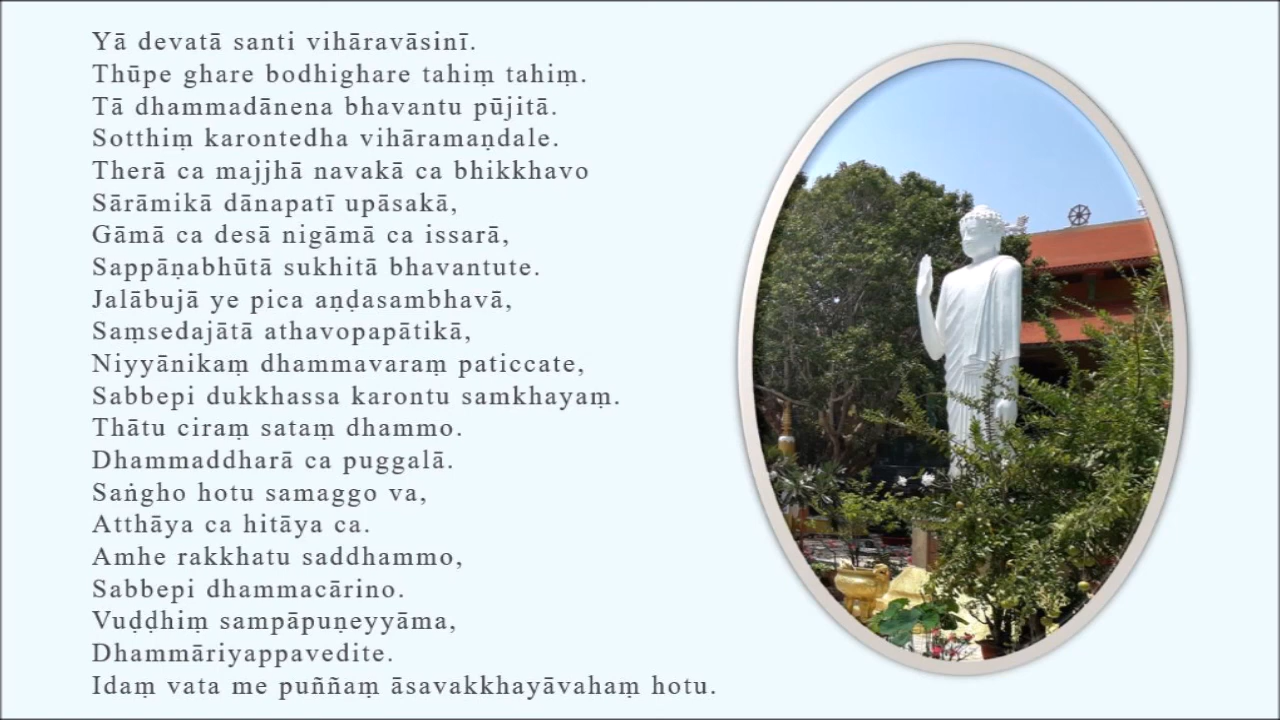 Yā devatā santi vihāravāsinī.
Thūpe ghare bodhighare tahiṃ tahiṃ.
Tā dhammadānena bhavantu pūjitā.
Sotthiṃ karontedha vihāramaṇdale.
Therā ca majjhā navakā ca bhikkhavo
Sārāmikā dānapatī upāsakā,
Gāmā ca desā nigāmā ca issarā,
Sappāṇabhūtā sukhitā bhavantute.
Jalābujā ye pica aṇḍasambhavā,
Saṃsedajātā athavopapātikā,
Niyyānikaṃ dhammavaraṃ paticcate,
Sabbepi dukkhassa karontu samkhayaṃ.
Thātu ciraṃ sataṃ dhammo.
Dhammaddharā ca puggalā.
Saṅgho hotu samaggo va,
Atthāya ca hitāya ca.
Amhe rakkhatu saddhammo,
Sabbepi dhammacārino.
Vuḍḍhiṃ sampāpuṇeyyāma,
Dhammāriyappavedite.
Idaṃ vata me puññaṃ āsavakkhayāvahaṃ hotu.